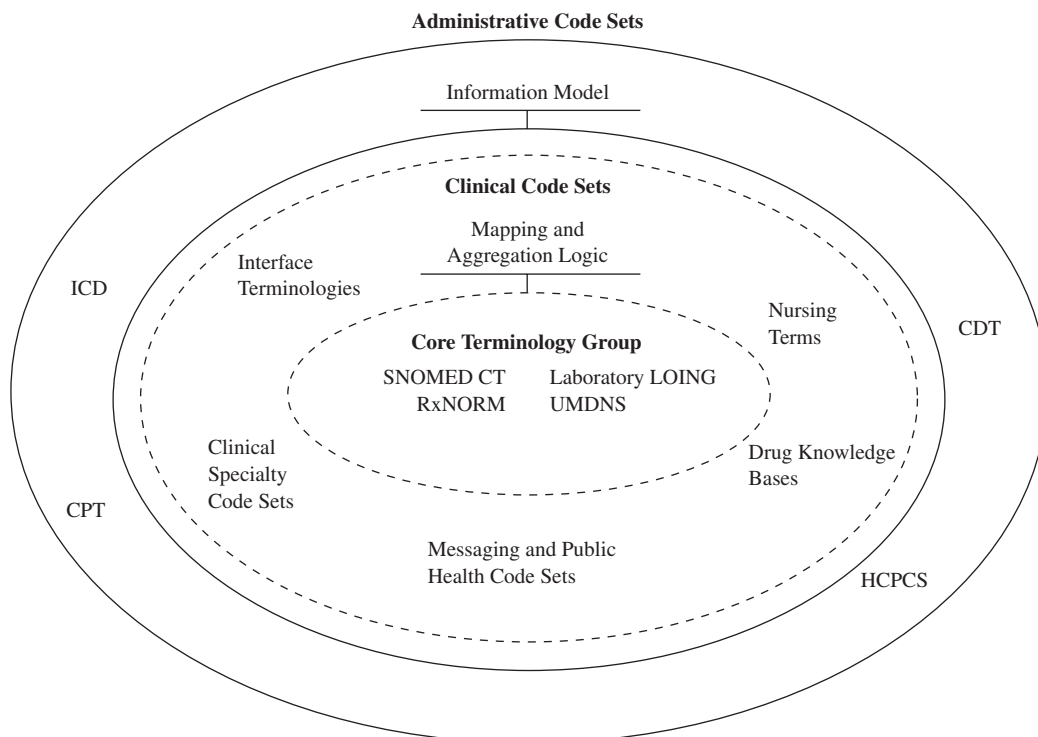 Administrative Code Sets
Information Model
Clinical Code Sets
Mapping and
Aggregation Logic
Interface
Terminologies
ICD
Nursing
Terms
CDT
Core Terminology Group
SNOMED CT Laboratory LOING
RxNORM UMDNS
Clinical
Specialty
Code Sets
Drug Knowledge
Bases
CPT
Messaging and Public
Health Code Sets
HCPCS